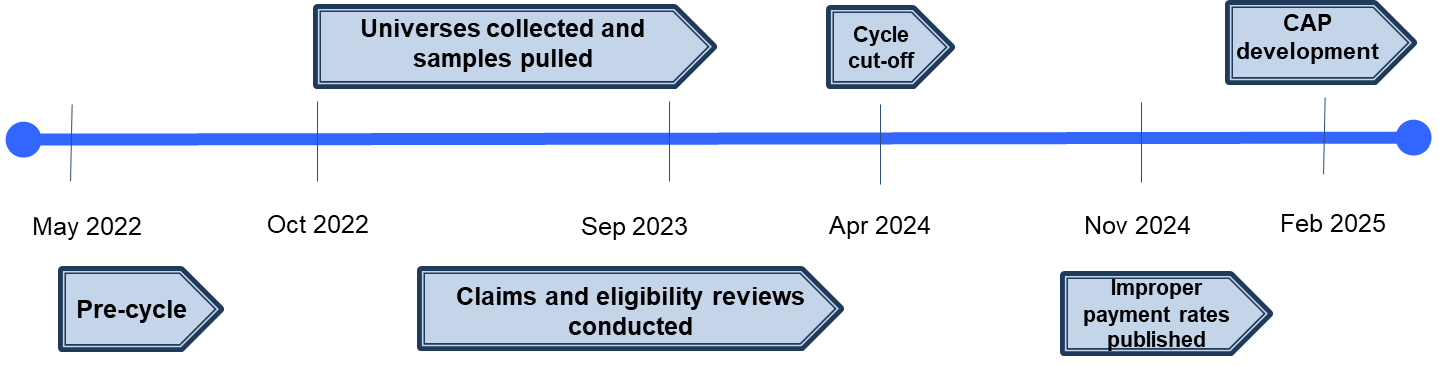 Universes collected and
samples pulled
Cycle
cut-off
CAP
development
May 2022
Oct 2022
Sep 2023
Apr 2024
Nov 2024
Feb 2025
Pre-cycle
Claims and eligibility reviews
conducted
Improper
payment rates
published